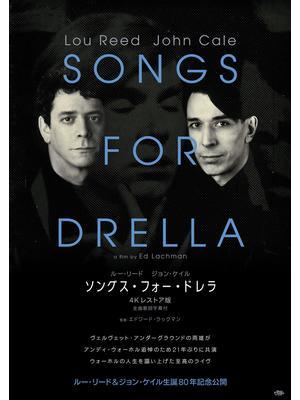 Lou Reed John Cale
SONGS
FOR
DRELLA
a film by Ed Lachman
ルー・リード ジョン・ケイル
ソングス・フォー・ドレラ
4Kレストア版
全曲歌詞字幕付
監督 エドワード・ラックマン
ヴェルヴェット・アンダーグラウンドの両雄が
アンディ・ウォーホル追悼のため21年ぶりに共演
ウォーホルの人生を描い上げた至高のライヴ
ルー・リード&ジョン・ケイル生誕80年記念公開